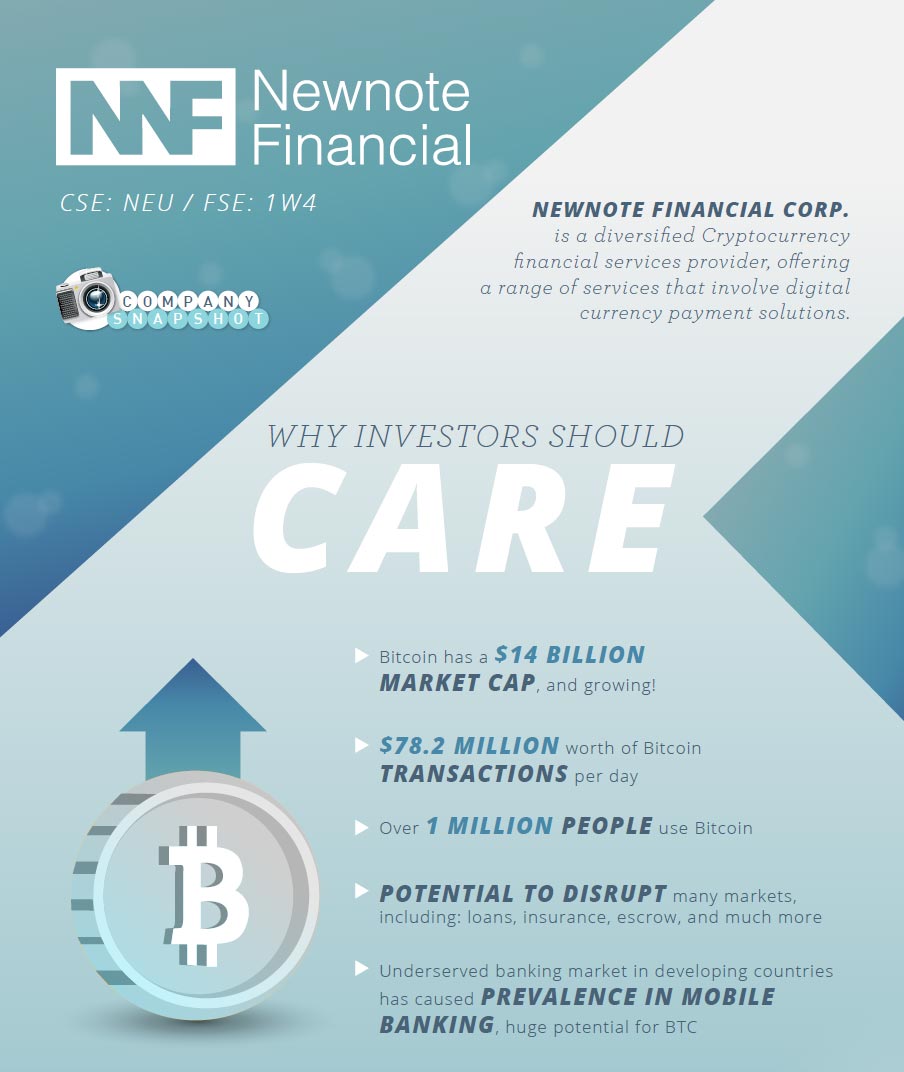 NNF Newnote
Financial
CSE: NEU / FSE: 1W4
COMPANY
SNAPSHOT
NEWNOTE FINANCIAL CORP.
is a diversified Cryptocurrency
financial services provider, offering
a range of services that involve digital
currency payment solutions.
WHY INVESTORS SHOULD
CARE
Bitcoin has a $14 BILLION
MARKET CAP, and growing!
$78.2 MILLION worth of Bitcoin
TRANSACTIONS per day
Over 1 MILLION PEOPLE use Bitcoin
POTENTIAL TO DISRUPT many markets,
including: loans, insurance, escrow, and much more
Underserved banking market in developing countries
has caused PREVALENCE IN MOBILE
BANKING, huge potential for BTC